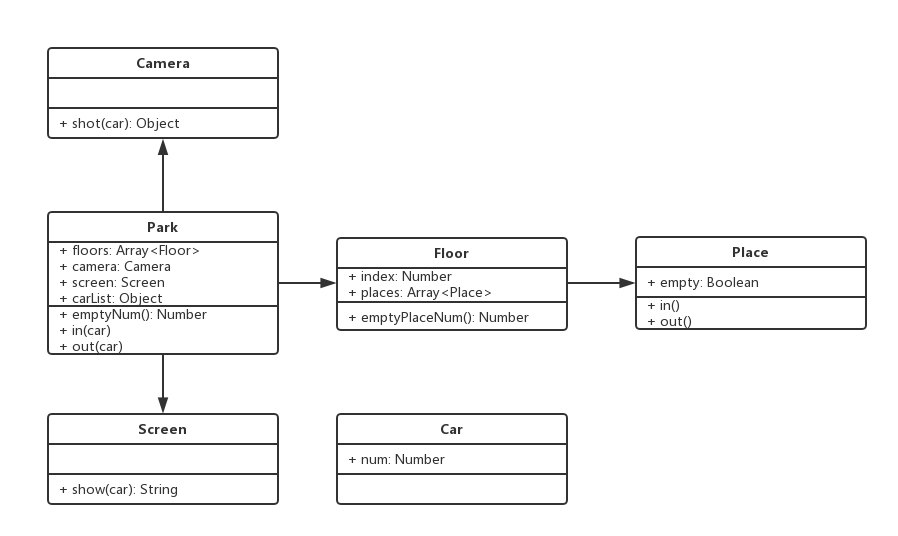 Camera
+ shot(car): Object
Park
+ floors: Array<Floor>
+ camera: Camera
+ screen: Screen
+ carList: Object
+ emptyNum(): Number
+ in(car)
+ out(car)
Floor
+ index: Number
+ places: Array<Place>
+ emptyPlaceNum(): Number
Place
+ empty: Boolean
+ in()
+ out()
Screen
+ show(car): String
Car
+ num: Number